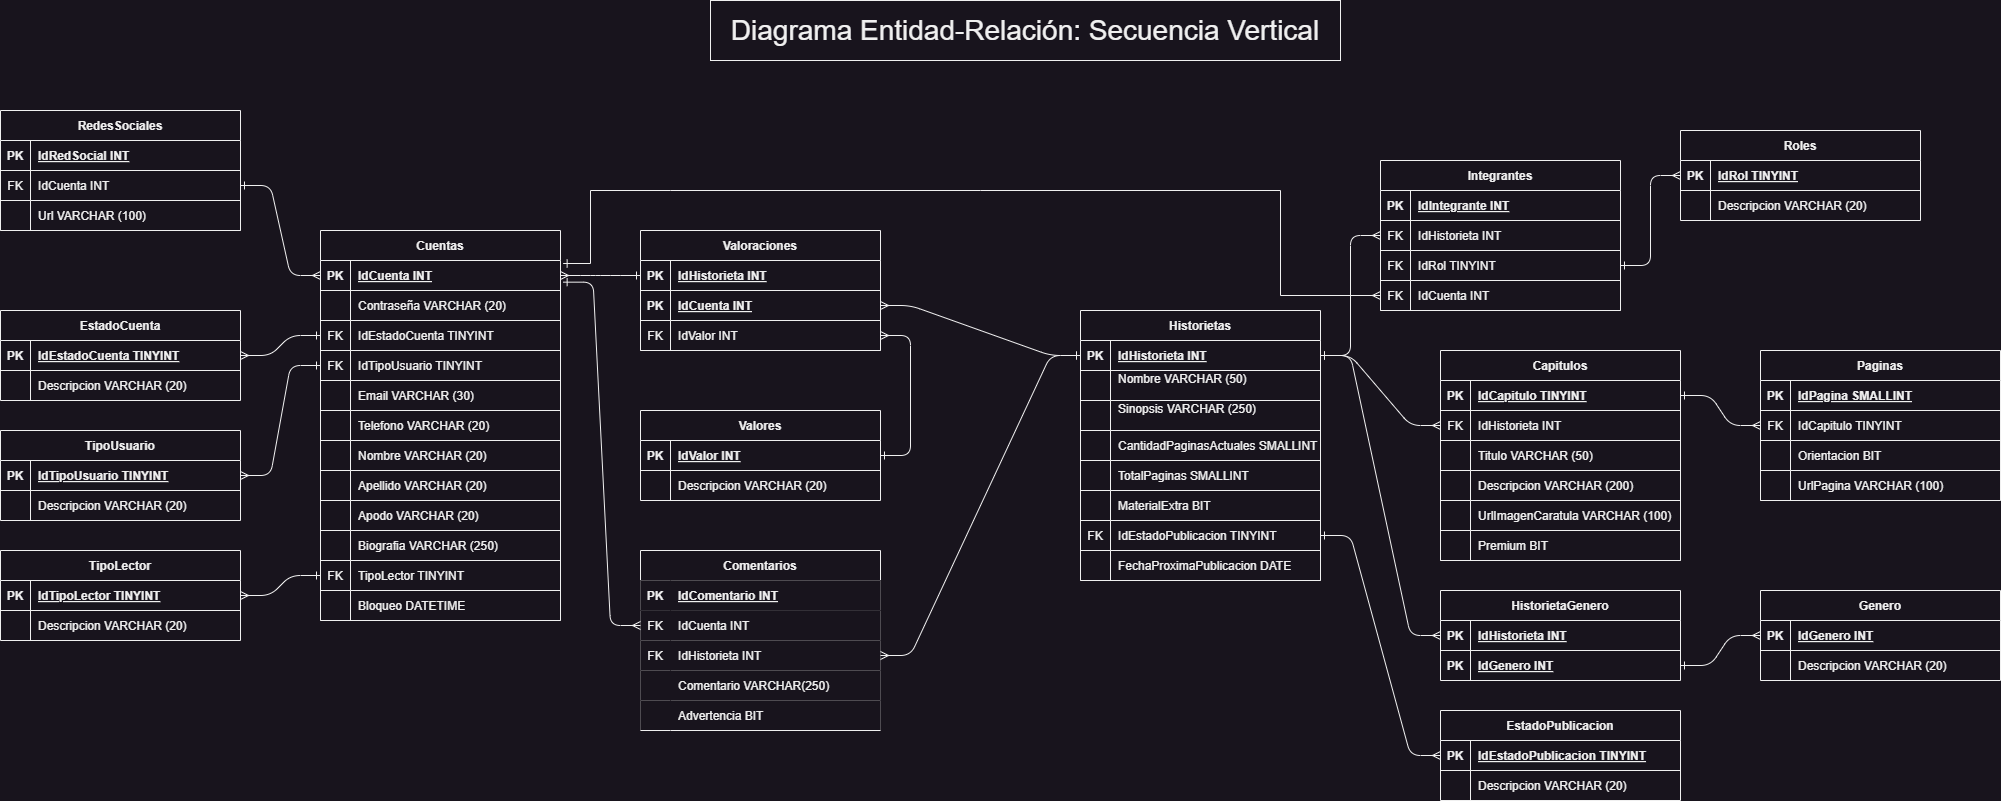 Diagrama Entidad-Relación: Secuencia Vertical
RedesSociales
PK IdRedSocial INT
FK IdCuenta INT
Url VARCHAR (100)
EstadoCuenta
PK IdEstadoCuenta TINYINT
Descripcion VARCHAR (20)
TipoUsuario
PK IdTipoUsuario TINYINT
Descripcion VARCHAR (20)
TipoLector
PK IdTipoLector TINYINT
Descripcion VARCHAR (20)
Cuentas
PK IdCuenta INT
Contraseña VARCHAR (20)
FK IdEstadoCuenta TINYINT
FK IdTipoUsuario TINYINT
Email VARCHAR (30)
Telefono VARCHAR (20)
Nombre VARCHAR (20)
Apellido VARCHAR (20)
Apodo VARCHAR (20)
Biografia VARCHAR (250)
FK TipoLector TINYINT
Bloqueo DATETIME
Valoraciones
PK IdHistorieta INT
PK IdCuenta INT
FK IdValor INT
Valores
PK IdValor INT
Descripcion VARCHAR (20)
Comentarios
PK IdComentario INT
FK IdCuenta INT
FK IdHistorieta INT
Comentario VARCHAR(250)
Advertencia BIT
Historietas
PK IdHistorieta INT
Nombre VARCHAR (50)
Sinopsis VARCHAR (250)
CantidadPaginasActuales SMALLINT
TotalPaginas SMALLINT
MaterialExtra BIT
FK IdEstadoPublicacion TINYINT
FechaProximaPublicacion DATE
Integrantes
PK IdIntegrante INT
FK IdHistorieta INT
FK IdRol TINYINT
FK IdCuenta INT
Roles
PK IdRol TINYINT
Descripcion VARCHAR (20)
Capitulos
PK IdCapitulo TINYINT
FK IdHistorieta INT
Titulo VARCHAR (50)
Descripcion VARCHAR (200)
UrlImagenCaratula VARCHAR (100)
Premium BIT
Paginas
PK IdPagina SMALLINT
FK IdCapitulo TINYINT
Orientacion BIT
UrlPagina VARCHAR (100)
HistorietaGenero
PK IdHistorieta INT
PK IdGenero INT
Genero
PK IdGenero INT
Descripcion VARCHAR (20)
EstadoPublicacion
PK IdEstadoPublicacion TINYINT
Descripcion VARCHAR (20)